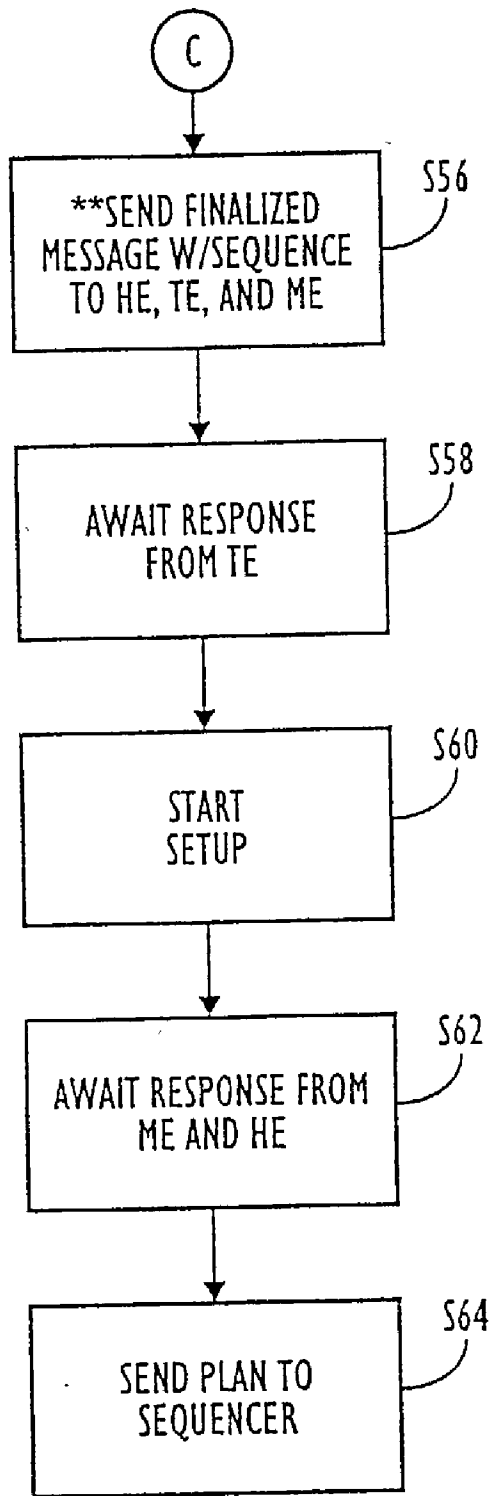 C
S56
**SEND FINALIZED
MESSAGE W/SEQUENCE
TO HE, TE, AND ME
S58
AWAIT RESPONSE
FROM TE
S60
START
SETUP
S62
AWAIT RESPONSE FROM
ME AND HE
S64
SEND PLAN TO
SEQUENCER